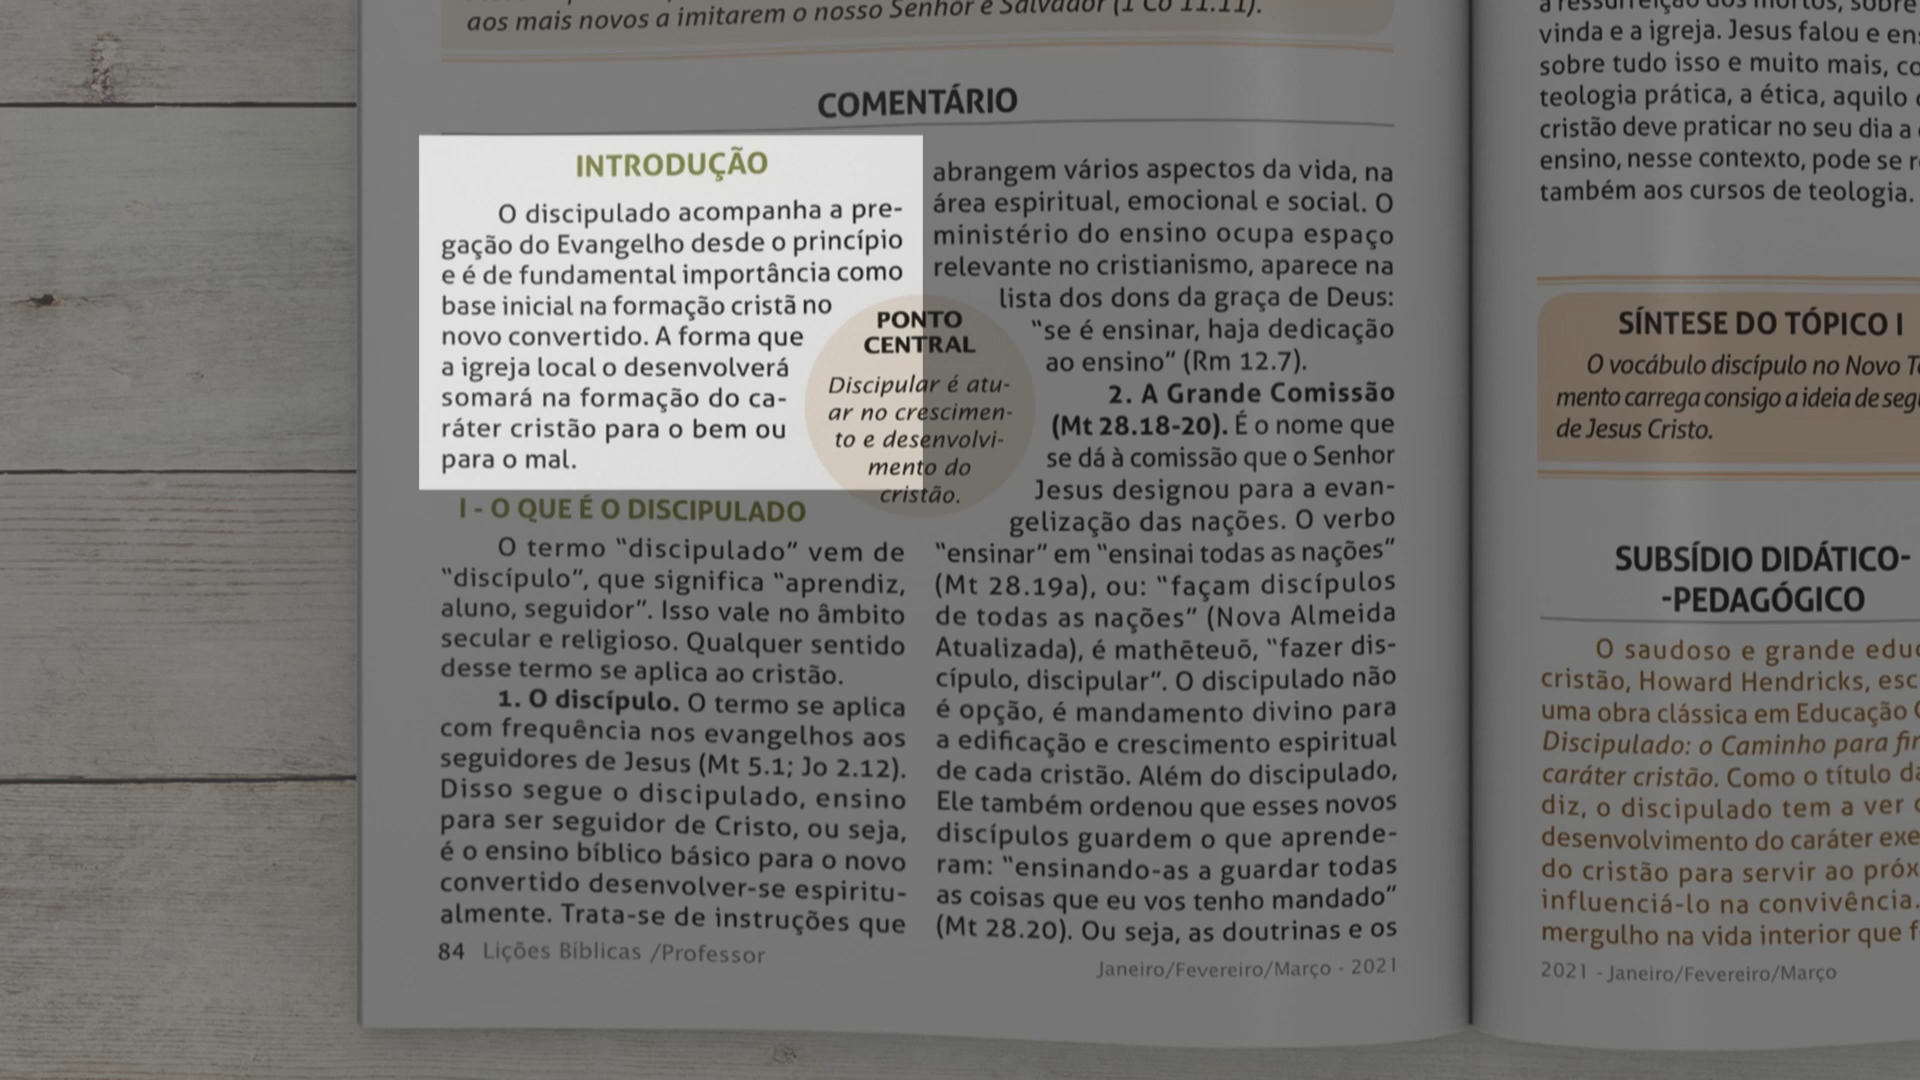 aos mais novos a imitarem o nosso Senhor e Salvador (1 Co 11.11).
COMENTÁRIO
INTRODUÇÃO
O discipulado acompanha a pre-
gação do Evangelho desde o princípio
e é de fundamental importância como
base inicial na formação cristã no
novo convertido. A forma que
a igreja local o desenvolverá
somará na formação do ca-
ráter cristão para o bem ou
para o mal.
PONTO
CENTRAL
Discipular é atu-
ar no crescimen-
to e desenvolvi-
mento do
cristão.
I - O QUE É O DISCIPULADO
O termo “discipulado” vem de
“discípulo”, que significa “aprendiz,
aluno, seguidor”. Isso vale no âmbito
secular e religioso. Qualquer sentido
desse termo se aplica ao cristão.
1. O discípulo. O termo se aplica
com frequência nos evangelhos aos
seguidores de Jesus (Mt 5.1; Jo 2.12).
Disso segue o discipulado, ensino
para ser seguidor de Cristo, ou seja,
é o ensino bíblico básico para o novo
convertido desenvolver-se espiritu-
almente. Trata-se de instruções que
abrangem vários aspectos da vida, na
área espiritual, emocional e social. O
ministério do ensino ocupa espaço
relevante no cristianismo, aparece na
lista dos dons da graça de Deus:
“se é ensinar, haja dedicação
ao ensino” (Rm 12.7).
2. A Grande Comissão
(Mt 28.18-20). É o nome que
se dá à comissão que o Senhor
Jesus designou para a evan-
gelização das nações. O verbo
“ensinar” em “ensinai todas as nações”
(Mt 28.19a), ou: “façam discípulos
de todas as nações” (Nova Almeida
Atualizada), é mathēteuō, “fazer dis-
cípulo, discipular”. O discipulado não
é opção, é mandamento divino para
a edificação e crescimento espiritual
de cada cristão. Além do discipulado,
Ele também ordenou que esses novos
discípulos guardem o que aprende-
ram: “ensinando-as a guardar todas
as coisas que eu vos tenho mandado”
(Mt 28.20). Ou seja, as doutrinas e os
84 Lições Bíblicas /Professor
Janeiro/Fevereiro/Março - 2021
a ressurreição dos mortos, sobre
vinda e a igreja. Jesus falou e
sobre tudo isso e muito mais,
teologia prática, a ética, aquilo
cristão deve praticar no seu dia a
ensino, nesse contexto, pode se
também aos cursos de teologia.
SÍNTESE DO TÓPICO I
O vocábulo discípulo no Novo
mento carrega consigo a ideia de
de Jesus Cristo.
SUBSÍDIO DIDÁTICO-
-PEDAGÓGICO
O saudoso e grande
cristão, Howard Hendricks,
uma obra clássica em Educação
Discipulado: o Caminho para
caráter cristão. Como o título
diz, o discipulado tem a ver
desenvolvimento do caráter
do cristão para servir ao
influenciá-lo na convivência.
mergulho na vida interior que
2021 - Janeiro/Fevereiro/Março